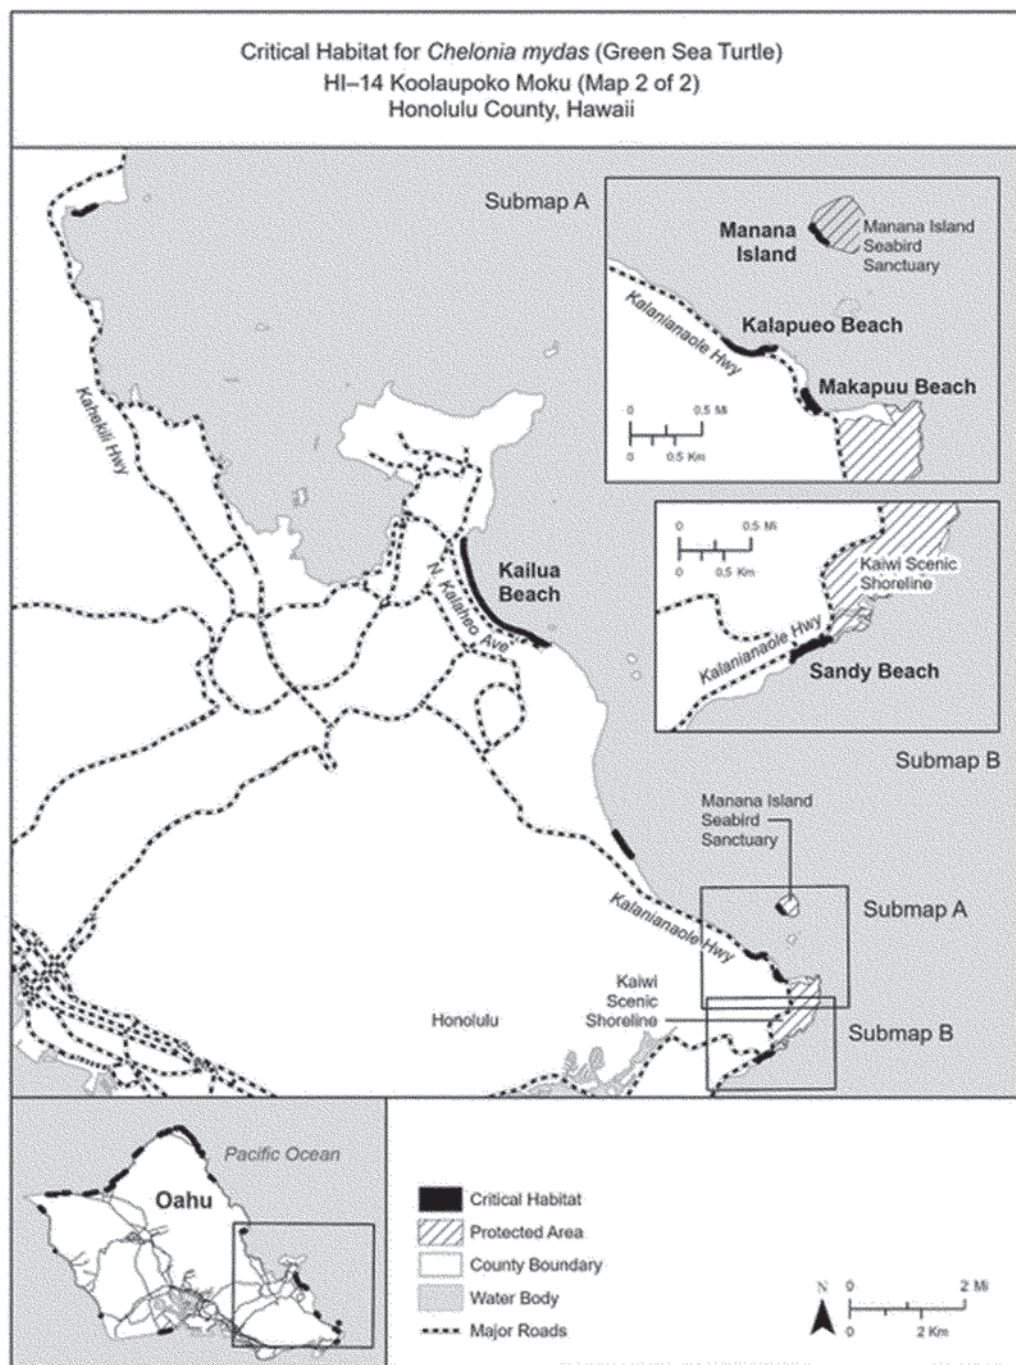 Critical Habitat for Chelonia mydas (Green Sea Turtle)
HI–14 Koolaupoko Moku (Map 2 of 2)
Honolulu County, Hawaii
Submap A
Manana
Island
Manana Island
Seabird
Sanctuary
Kalanianaole Hwy
Kalapueo Beach
Makapuu Beach
0 0.5 Mi
0 0.5 Km
Kahekili Hwy
Kailua
Beach
N. Kalaheo Ave
0 0.5 Mi
0 0.5 Km
Kaiwi Scenic
Shoreline
Kalanianaole Hwy
Sandy Beach
Submap B
Manana Island
Seabird
Sanctuary
Submap A
Kalanianaole Hwy
Kaiwi
Scenic
Shoreline
Honolulu
Submap B
Pacific Ocean
Oahu
Critical Habitat
Protected Area
County Boundary
Water Body
Major Roads
N
0 2 Mi
0 2 Km